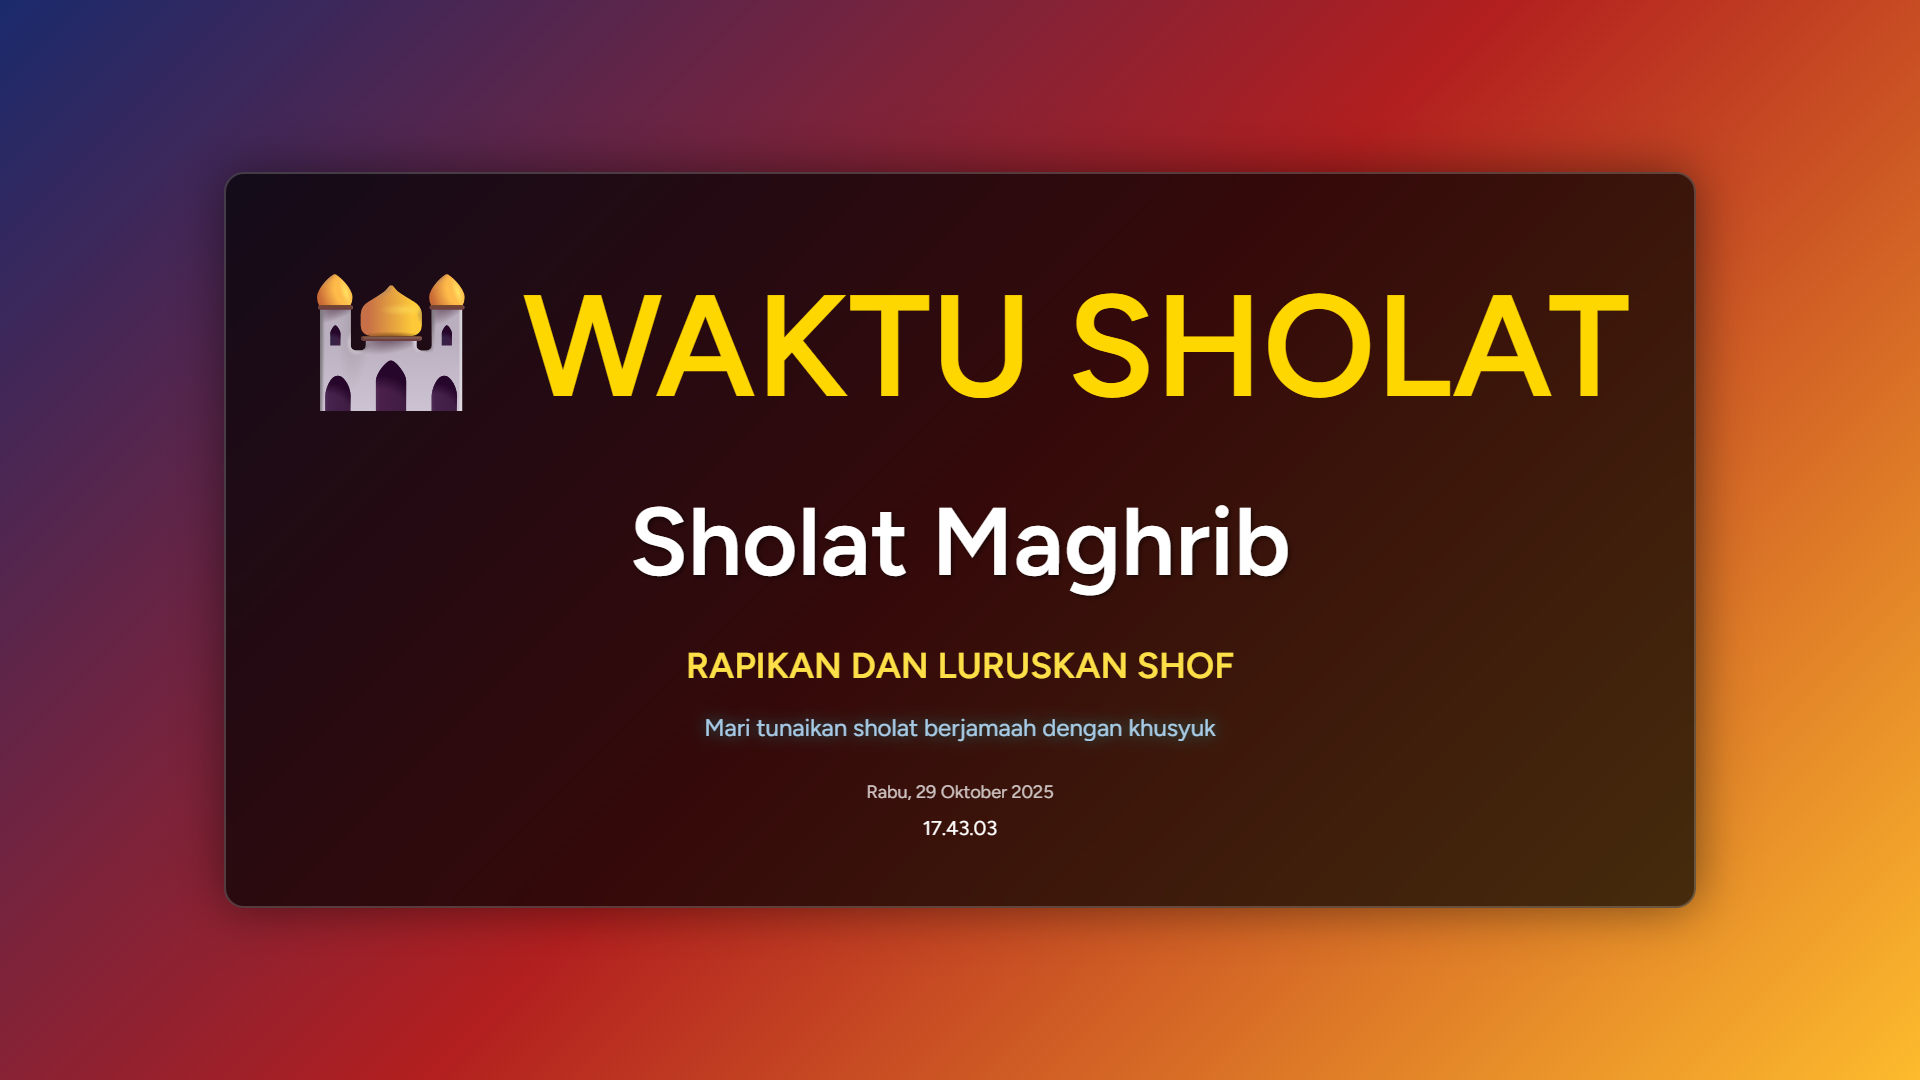 WAKTU SHOLAT
Sholat Maghrib
RAPIKAN DAN LURUSKAN SHOF
Mari tunaikan sholat berjamaah dengan khusyuk
Rabu, 29 Oktober 2025
17.43.03